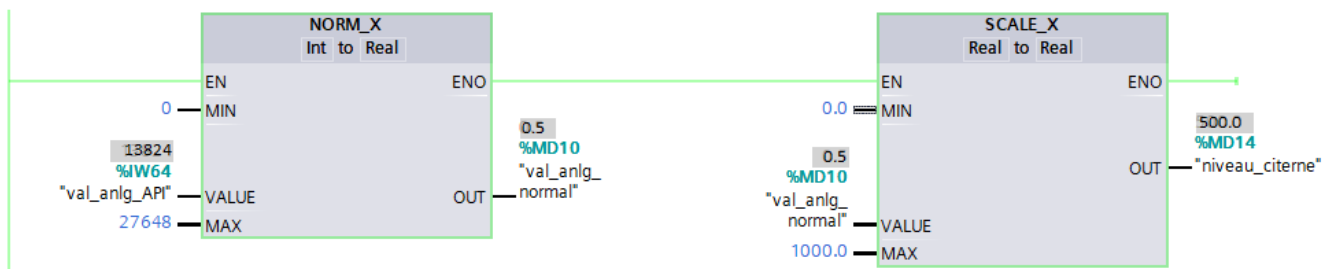 NORM_X
Int to Real
EN
ENO
0
MIN
13824
%IW64
"val_anlg_API"
VALUE
27648
MAX
0.5
%MD10
"val_anlg_
normal"
OUT
SCALE_X
Real to Real
EN
ENO
0.0
MIN
0.5
%MD10
"val_anlg_
normal"
VALUE
1000.0
MAX
500.0
%MD14
"niveau_citerne"
OUT